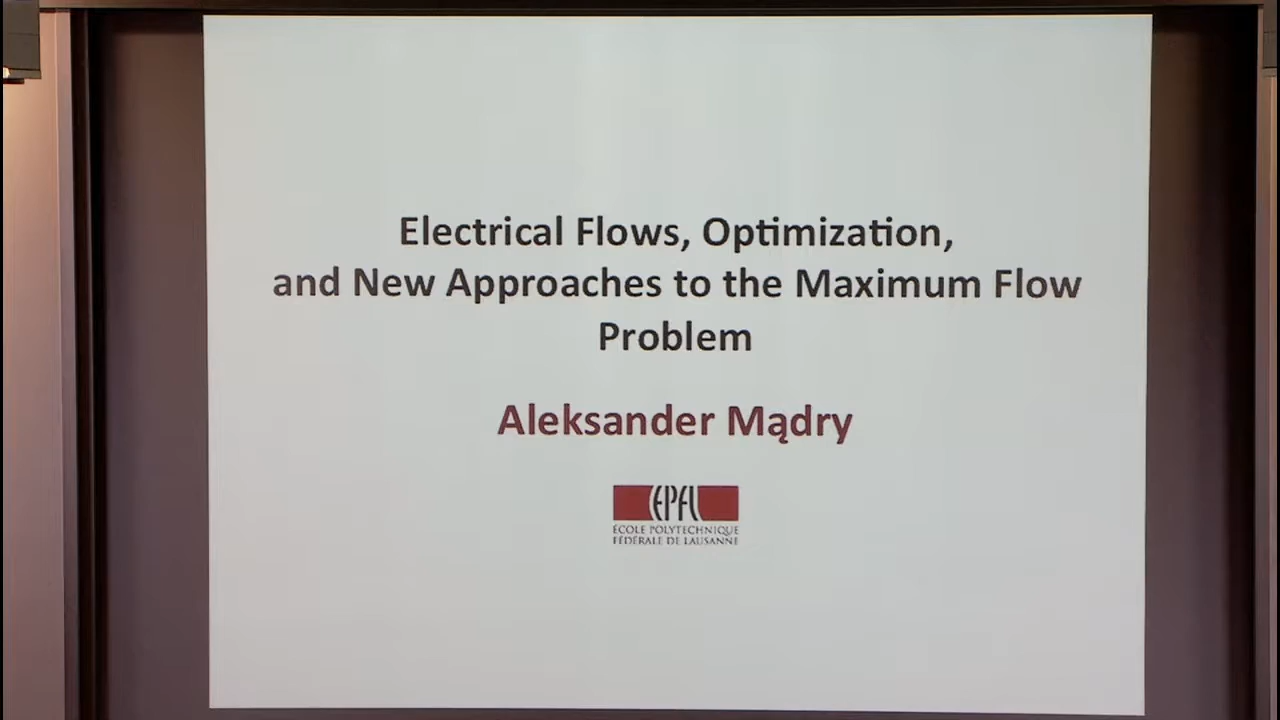 Electrical Flows, Optimization,
and New Approaches to the Maximum Flow
Problem
Aleksander Mądry
EPFL
ÉCOLE POLYTECHNIQUE
FÉDÉRALE DE LAUSANNE